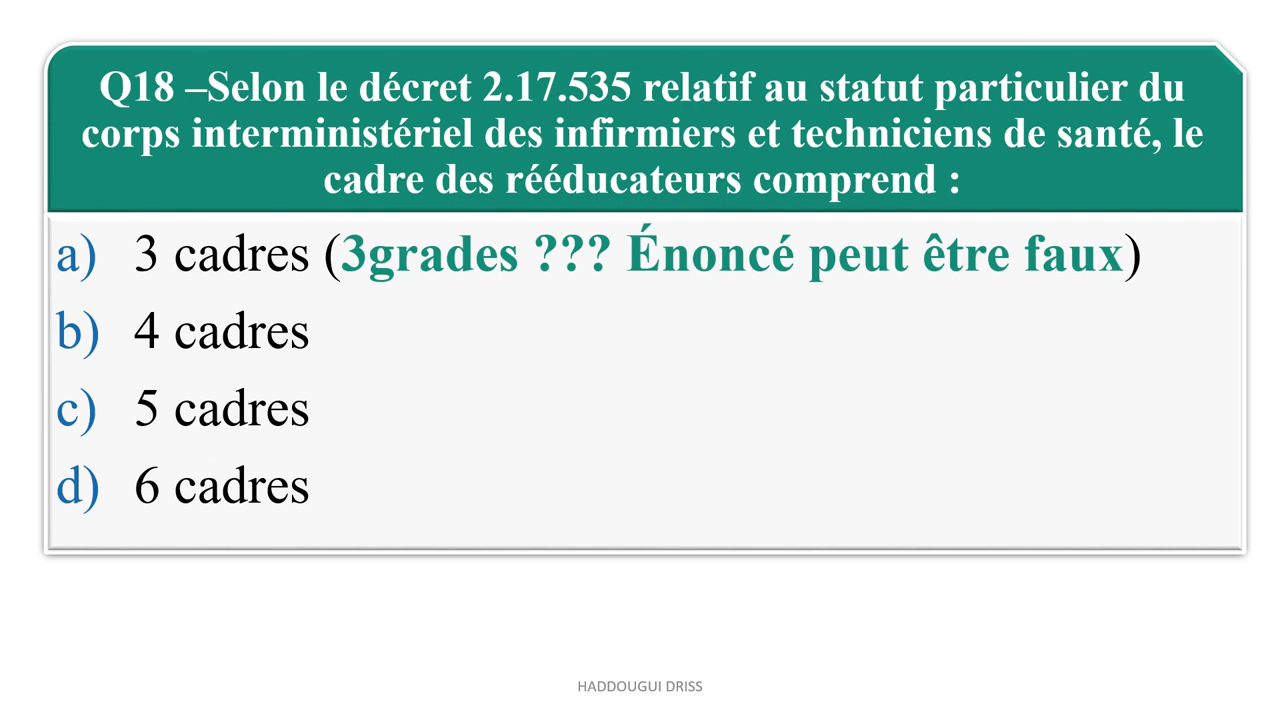 Q18 –Selon le décret 2.17.535 relatif au statut particulier du
corps interministériel des infirmiers et techniciens de santé, le
cadre des rééducateurs comprend :
a) 3 cadres (3grades ??? Énoncé peut être faux)
b) 4 cadres
c) 5 cadres
d) 6 cadres
HADDOUGUI DRISS